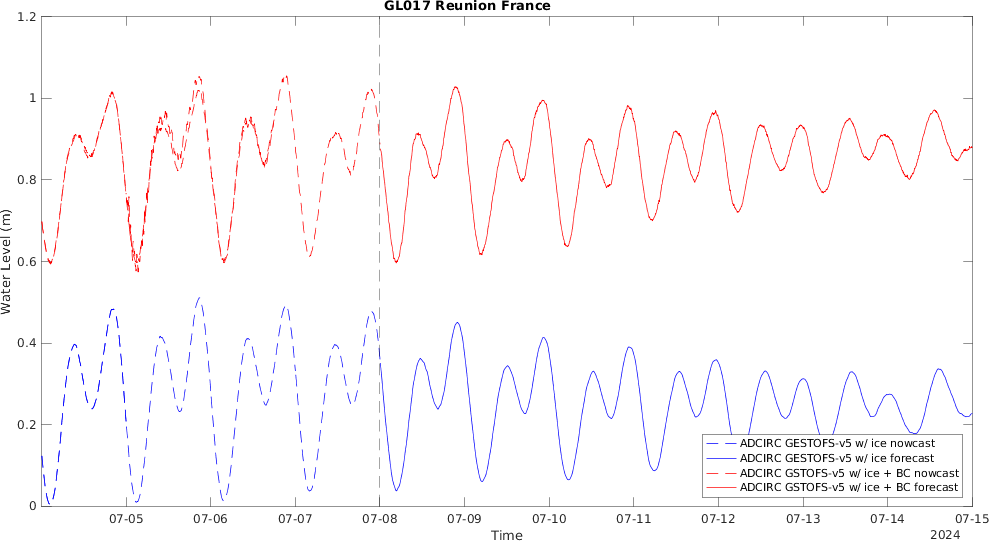 GL017 Reunion France
Water Level (m)
1.2
1
0.8
0.6
0.4
0.2
0
ADCIRC GESTOFS-v5 w/ ice nowcast
ADCIRC GESTOFS-v5 w/ ice forecast
ADCIRC GSTOFS-v5 w/ ice + BC nowcast
ADCIRC GSTOFS-v5 w/ ice + BC forecast
07-05 07-06 07-07 07-08 07-09 07-10 07-11 07-12 07-13 07-14 07-15
Time
2024